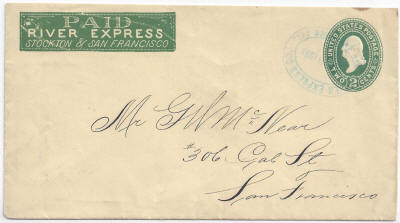 PAID
RIVER EXPRESS
STOCKTON & SAN FRANCISCO
UNITED STATES POSTAGE
TWO 2 CENTS
Mr G W McNear
#306 Cal St
San Francisco